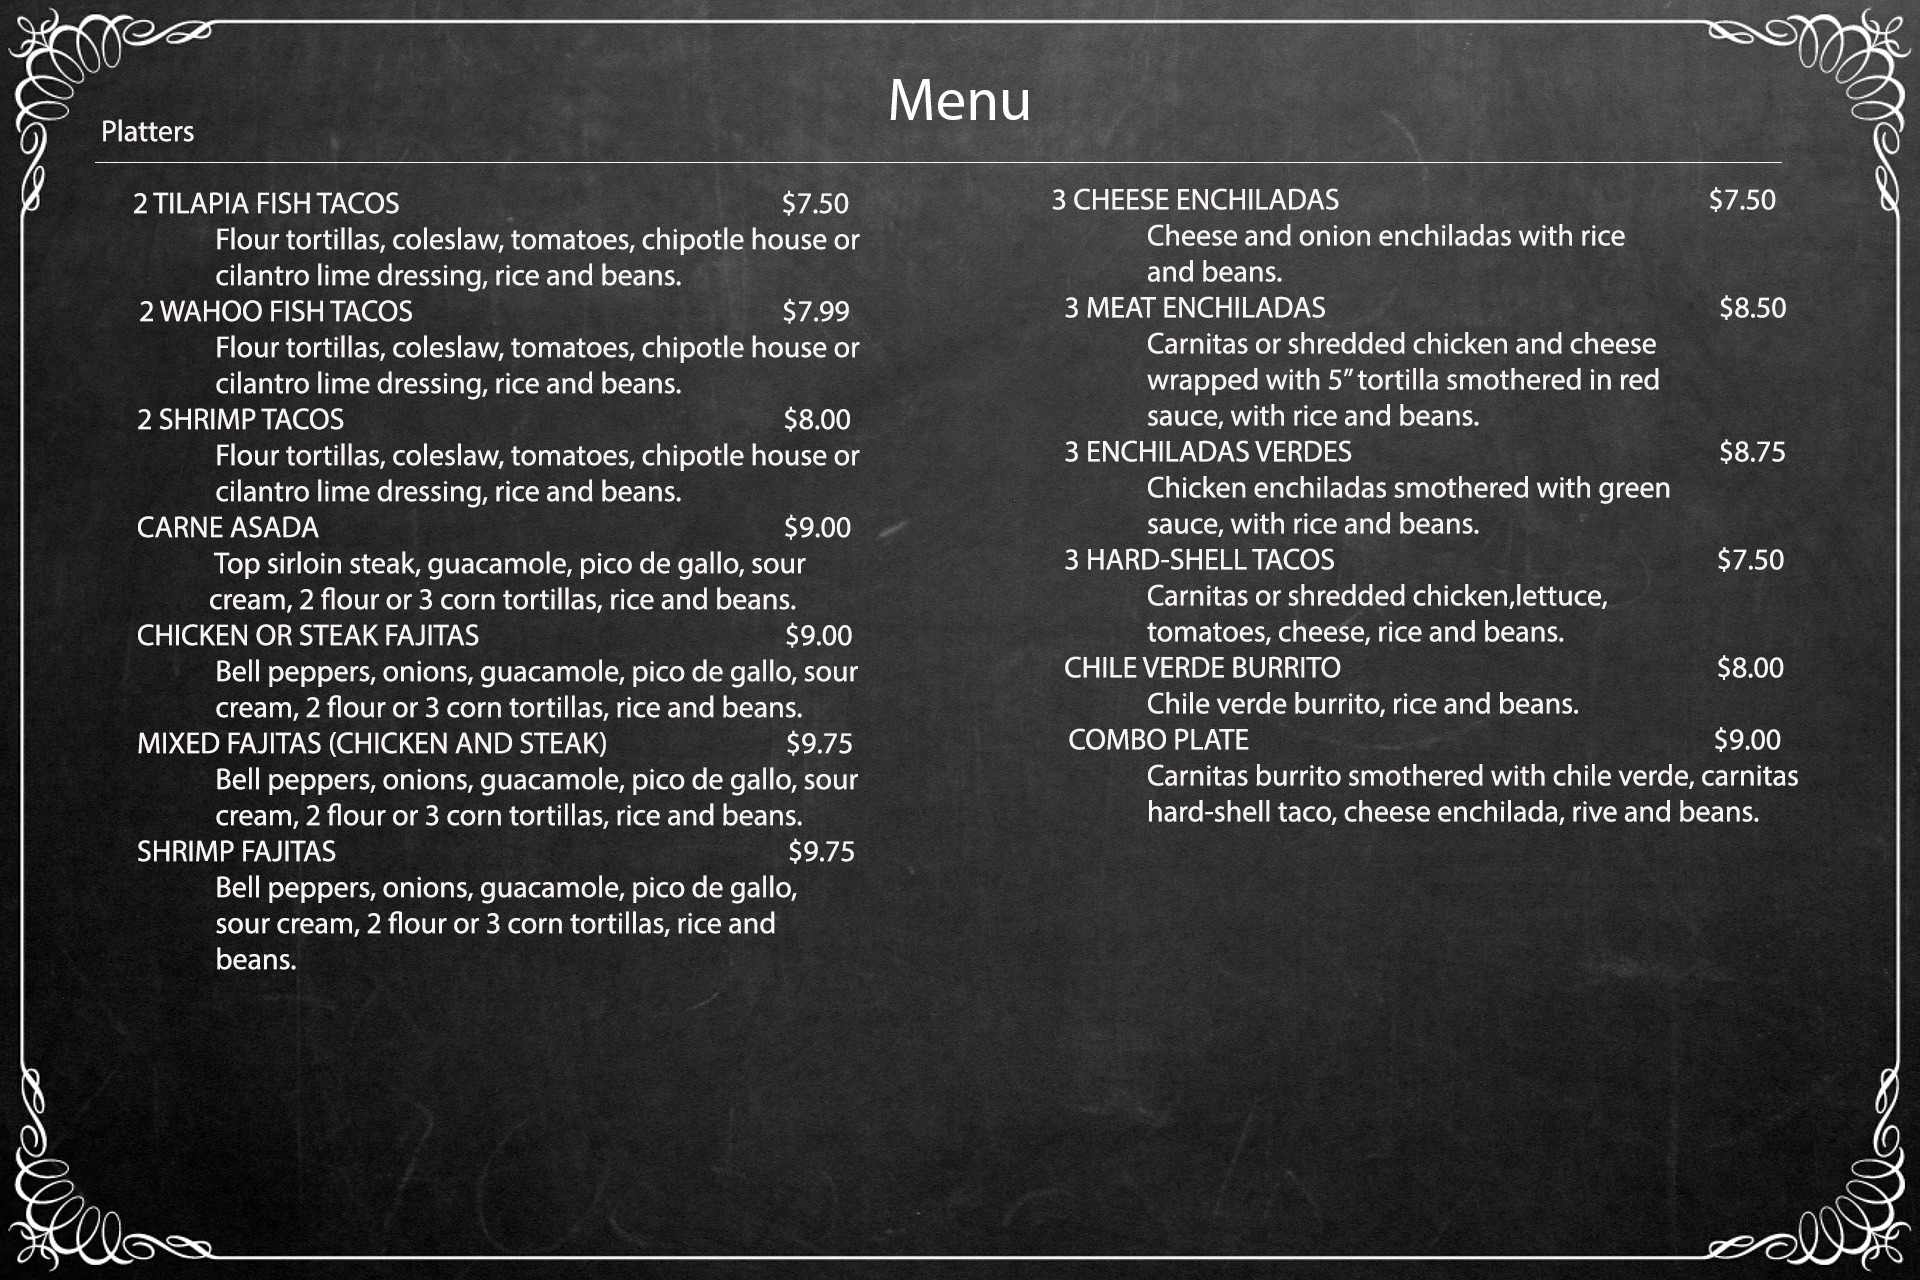 Menu
Platters
2 TILAPIA FISH TACOS $7.50
Flour tortillas, coleslaw, tomatoes, chipotle house or
cilantro lime dressing, rice and beans.
2 WAHOO FISH TACOS $7.99
Flour tortillas, coleslaw, tomatoes, chipotle house or
cilantro lime dressing, rice and beans.
2 SHRIMP TACOS $8.00
Flour tortillas, coleslaw, tomatoes, chipotle house or
cilantro lime dressing, rice and beans.
CARNE ASADA $9.00
Top sirloin steak, guacamole, pico de gallo, sour
cream, 2 flour or 3 corn tortillas, rice and beans.
CHICKEN OR STEAK FAJITAS $9.00
Bell peppers, onions, guacamole, pico de gallo, sour
cream, 2 flour or 3 corn tortillas, rice and beans.
MIXED FAJITAS (CHICKEN AND STEAK) $9.75
Bell peppers, onions, guacamole, pico de gallo, sour
cream, 2 flour or 3 corn tortillas, rice and beans.
SHRIMP FAJITAS $9.75
Bell peppers, onions, guacamole, pico de gallo,
sour cream, 2 flour or 3 corn tortillas, rice and
beans.
3 CHEESE ENCHILADAS $7.50
Cheese and onion enchiladas with rice
and beans.
3 MEAT ENCHILADAS $8.50
Carnitas or shredded chicken and cheese
wrapped with 5” tortilla smothered in red
sauce, with rice and beans.
3 ENCHILADAS VERDES $8.75
Chicken enchiladas smothered with green
sauce, with rice and beans.
3 HARD-SHELL TACOS $7.50
Carnitas or shredded chicken,lettuce,
tomatoes, cheese, rice and beans.
CHILE VERDE BURRITO $8.00
Chile verde burrito, rice and beans.
COMBO PLATE $9.00
Carnitas burrito smothered with chile verde, carnitas
hard-shell taco, cheese enchilada, rive and beans.